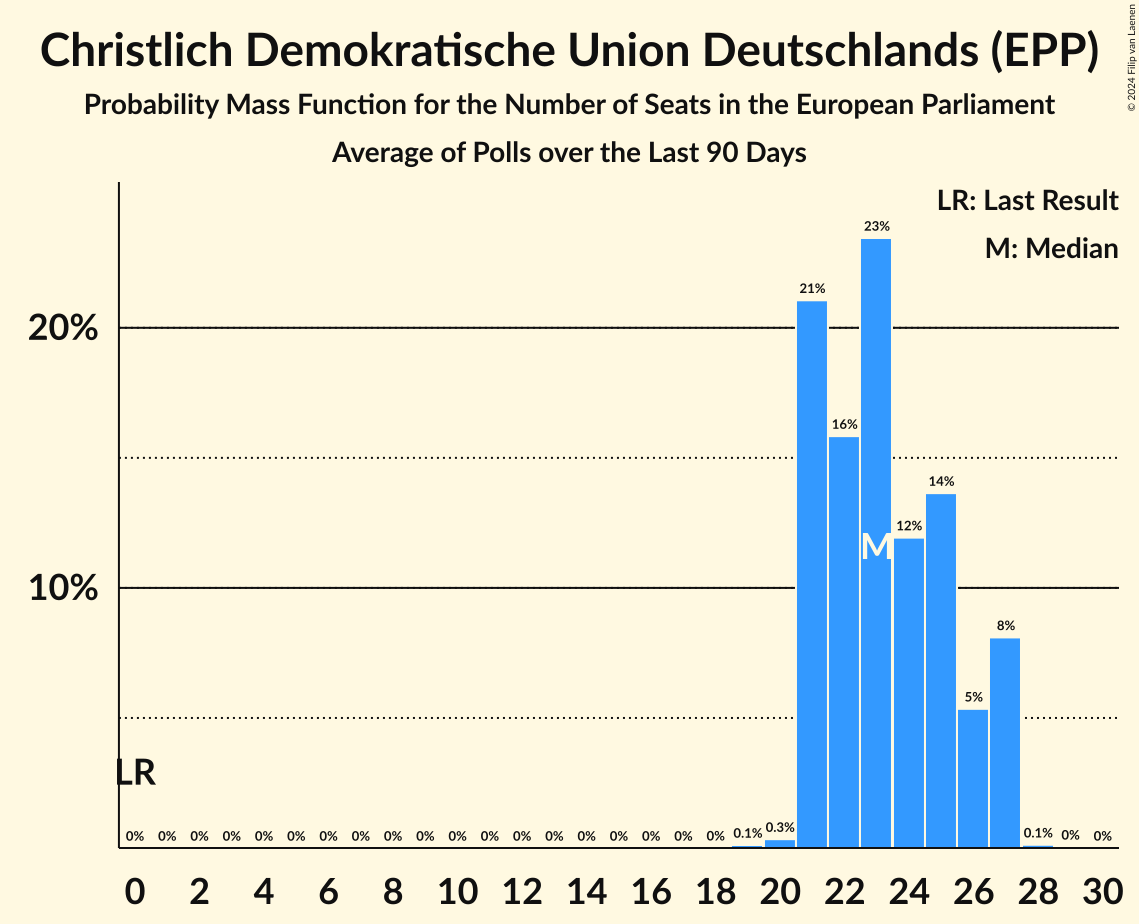 Christlich Demokratische Union Deutschlands (EPP)
Probability Mass Function for the Number of Seats in the European Parliament
Average of Polls over the Last 90 Days
© 2024 Filip van Laenen
LR: Last Result
M: Median
20%
10%
23%
21%
16%
14%
12%
M
8%
5%
LR
0% 0% 0% 0% 0% 0% 0% 0% 0% 0% 0% 0% 0% 0% 0% 0% 0% 0% 0% 0.1% 0.3% 0.1% 0% 0%
0 2 4 6 8 10 12 14 16 18 20 22 24 26 28 30